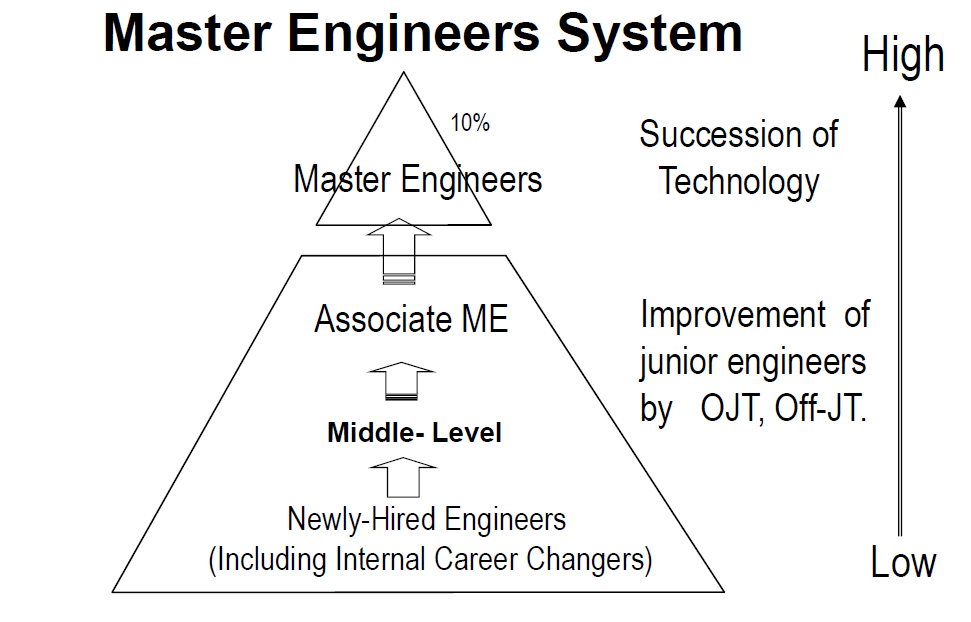 Master Engineers System
High
10%
Succession of
Technology
Master Engineers
Associate ME
Improvement of
junior engineers
by OJT, Off-JT.
Middle- Level
Newly-Hired Engineers
(Including Internal Career Changers)
Low